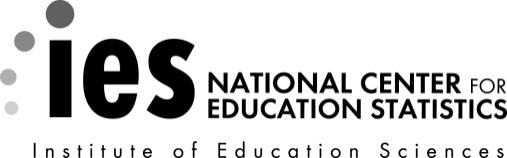 ies NATIONAL CENTER FOR
EDUCATION STATISTICS
Institute of Education Sciences